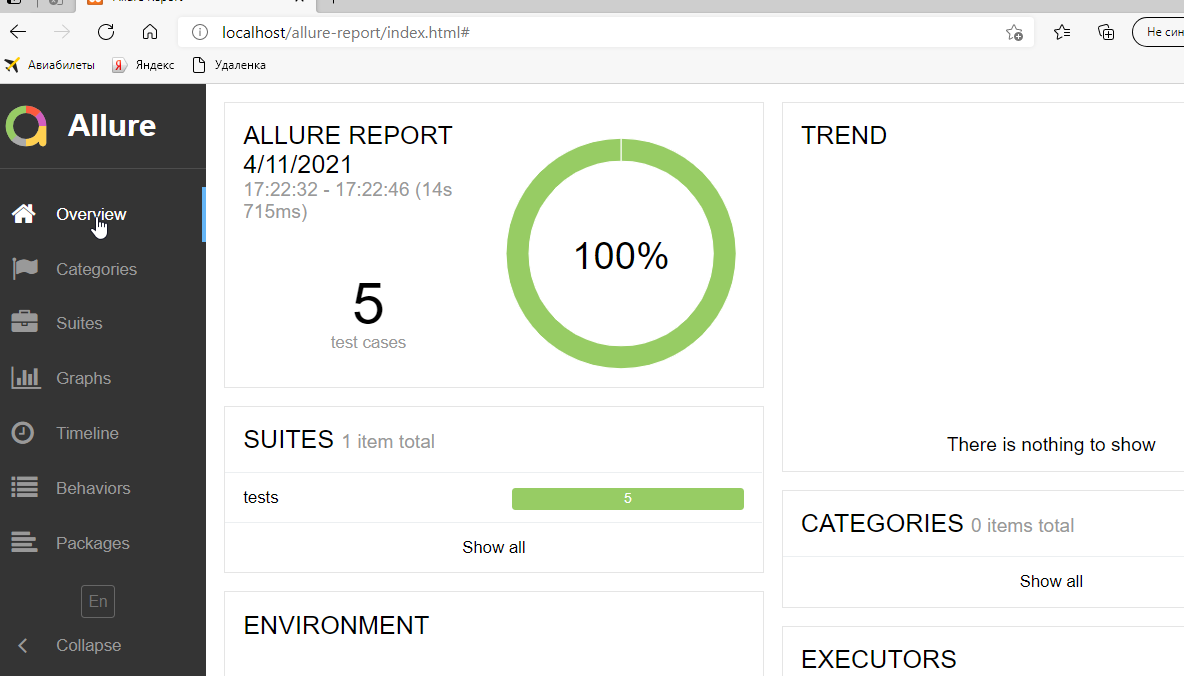 localhost/allure-report/index.html#
Не син
Авиабилеты
Яндекс
Удаленка
Allure
Overview
Categories
Suites
Graphs
Timeline
Behaviors
Packages
En
Collapse
ALLURE REPORT
4/11/2021
17:22:32 - 17:22:46 (14s
715ms)
5
test cases
100%
SUITES 1 item total
tests
5
Show all
ENVIRONMENT
TREND
There is nothing to show
CATEGORIES 0 items total
Show all
EXECUTORS